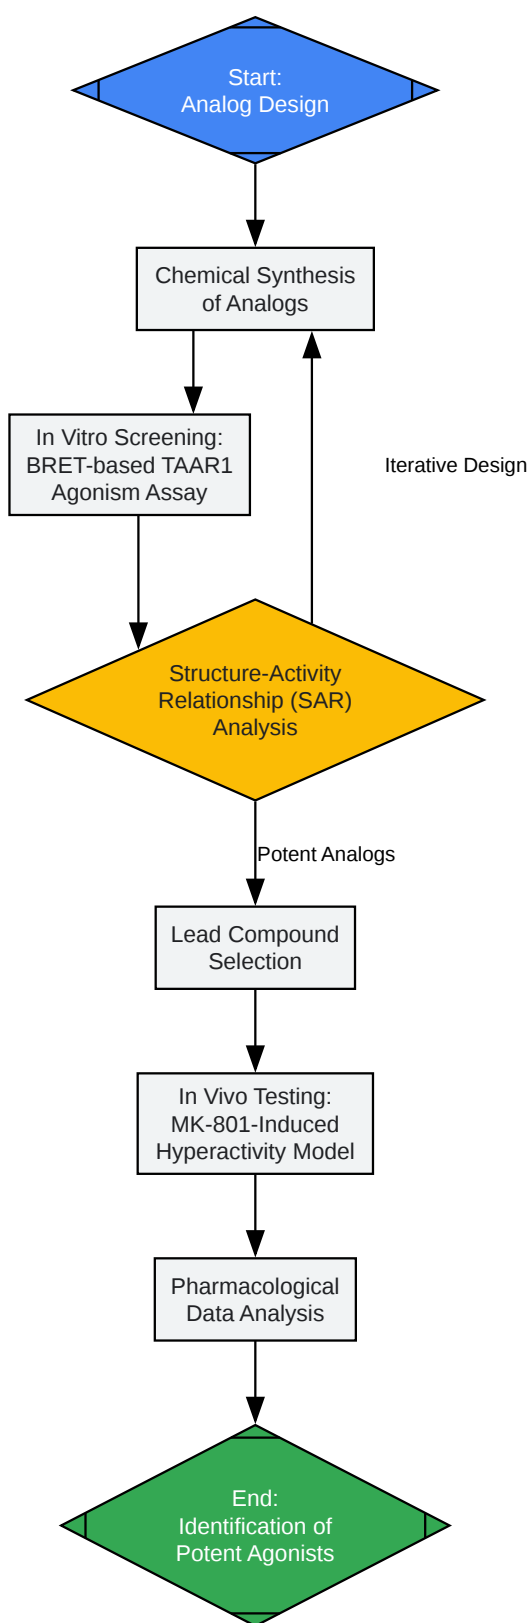 Start:
Analog Design
Chemical Synthesis
of Analogs
In Vitro Screening:
BRET-based TAAR1
Agonism Assay
Iterative Design
Structure-Activity
Relationship (SAR)
Analysis
Potent Analogs
Lead Compound
Selection
In Vivo Testing:
MK-801-Induced
Hyperactivity Model
Pharmacological
Data Analysis
End:
Identification of
Potent Agonists